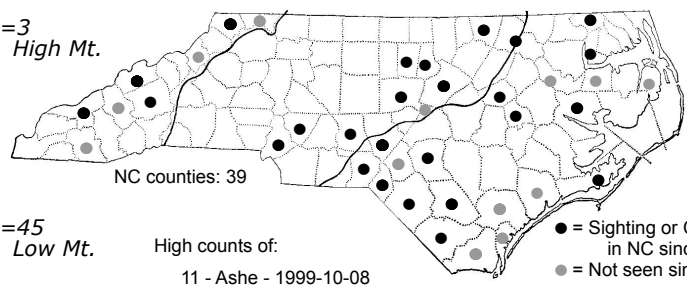 =3
High Mt.
NC counties: 39
=45
Low Mt.
High counts of:
11 - Ashe - 1999-10-08
● = Sighting or
in NC sinc
● = Not seen sin